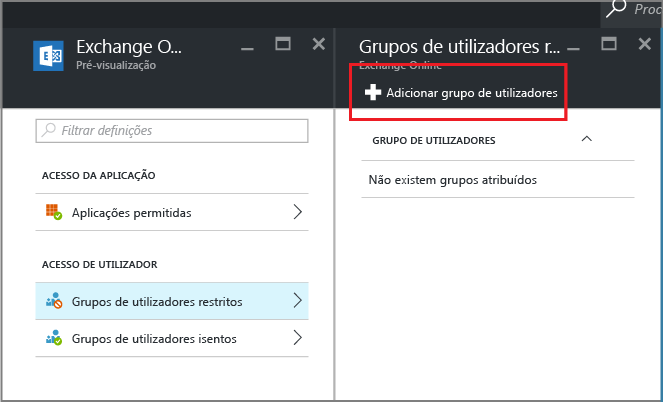 Proc
Exchange O...
Pré-visualização
Filtrar definições
ACESSO DA APLICAÇÃO
Aplicações permitidas
ACESSO DE UTILIZADOR
Grupos de utilizadores restritos
Grupos de utilizadores isentos
Grupos de utilizadores r...
Exchange Online
Adicionar grupo de utilizadores
GRUPO DE UTILIZADORES
Não existem grupos atribuídos